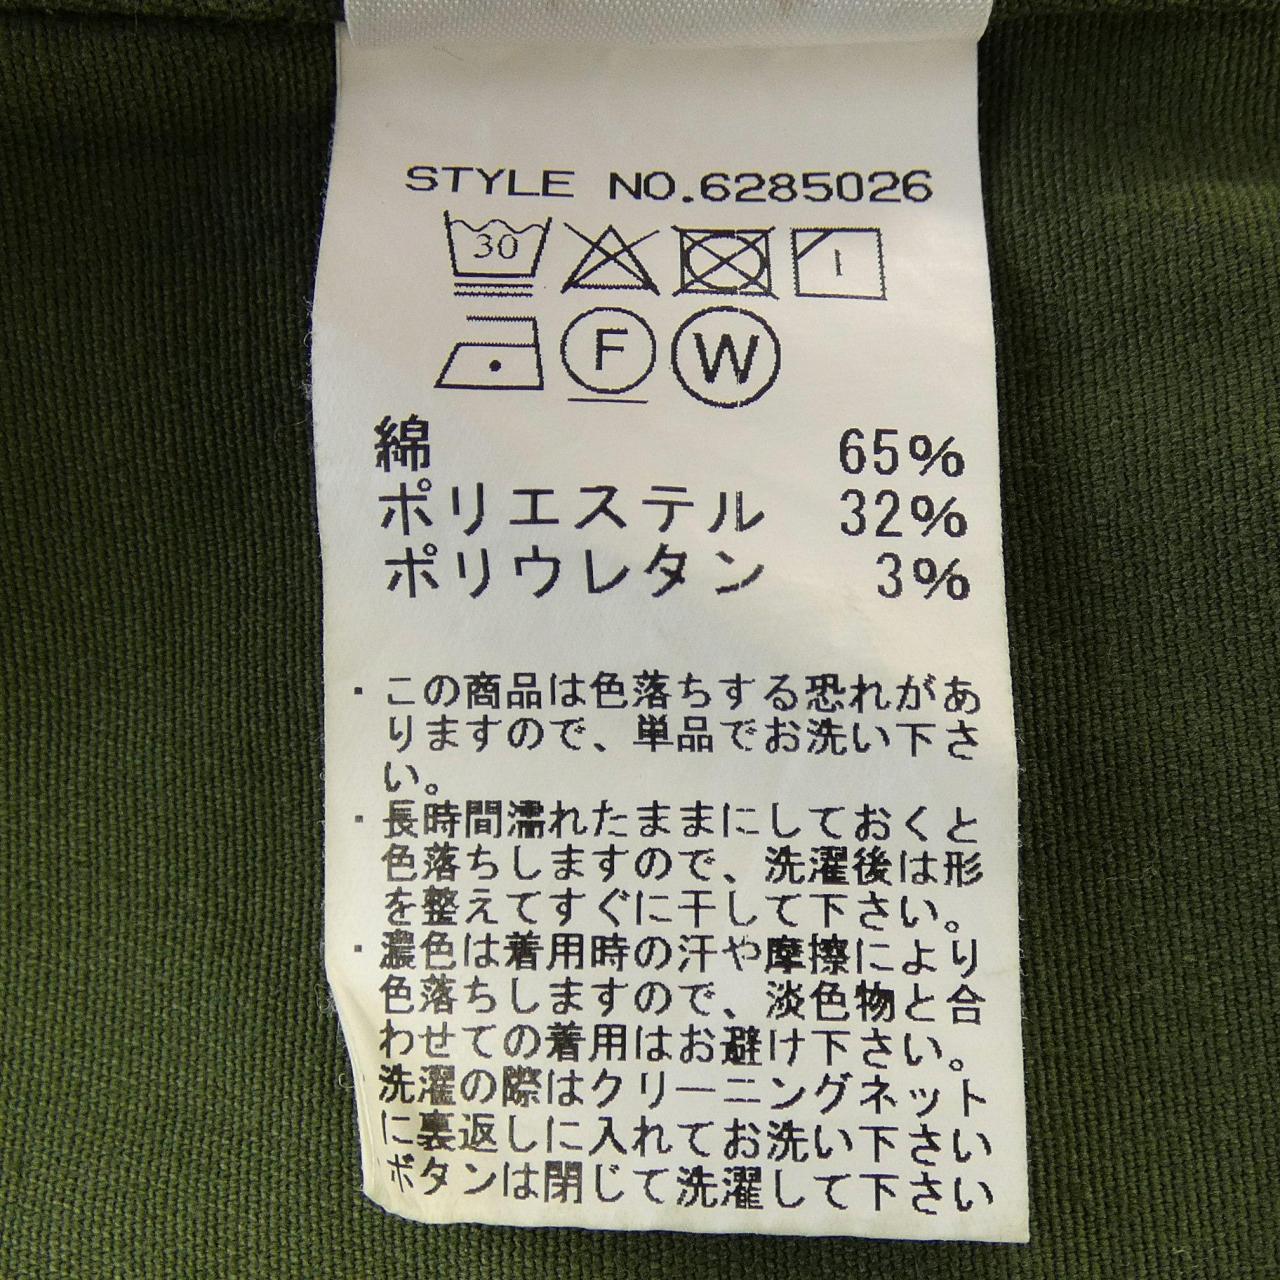 STYLE NO.6285026
30
F W
綿 65%
ポリエステル 32%
ポリウレタン 3%
・この商品は色落ちする恐れがあ
りますので、単品でお洗い下さ
い。
・長時間濡れたままにしておくと
色落ちしますので、洗濯後は形
を整えてすぐに干して下さい。
・濃色は着用時の汗や摩擦により
色落ちしますので、淡色物と合
わせての着用はお避け下さい。
洗濯の際はクリーニングネット
に裏返しに入れてお洗い下さい
ボタンは閉じて洗濯して下さい